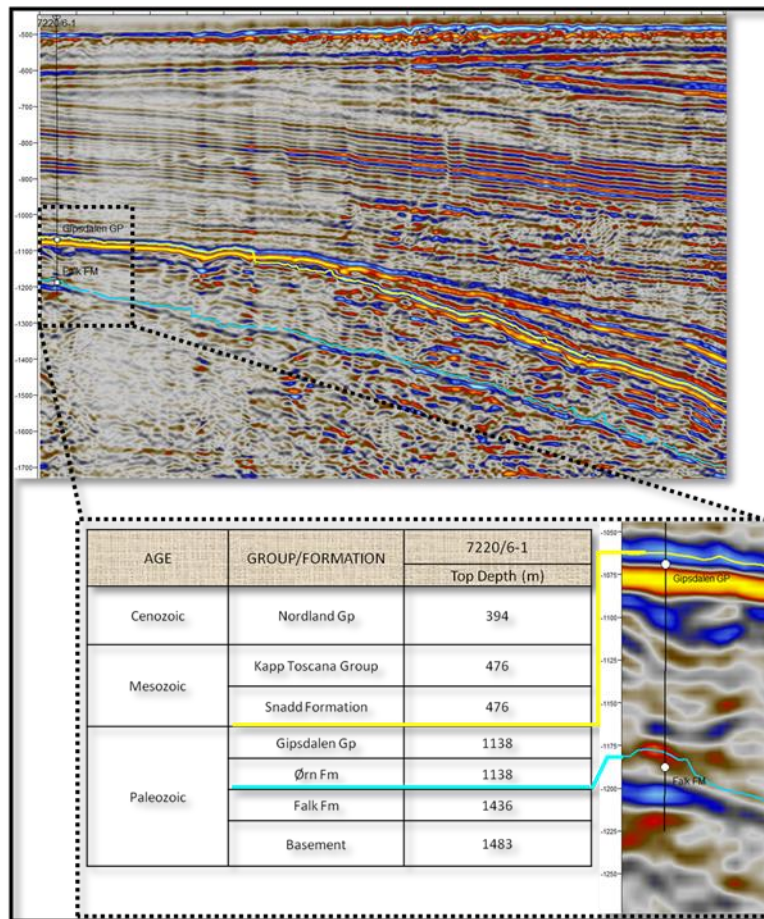 7220/6-1
-500
-600
-700
-800
-900
-1000
Gipsdalen GP
-1100
Falk FM
-1200
-1300
-1400
-1500
-1600
-1700
AGE GROUP/FORMATION 7220/6-1
Top Depth (m)
Cenozoic Nordland Gp 394
Mesozoic Kapp Toscana Group 476
Snadd Formation 476
Paleozoic Gipsdalen Gp 1138
Ørn Fm 1138
Falk Fm 1436
Basement 1483
-1050
-1075
Gipsdalen GP
-1100
-1125
-1150
-1175
Falk FM
-1200
-1225
-1250